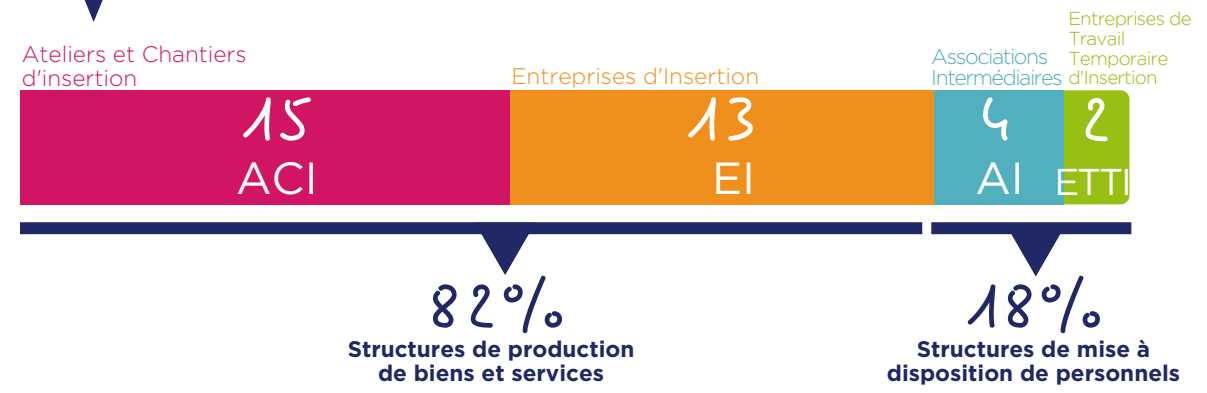 Ateliers et Chantiers
d'insertion
Entreprises d'Insertion
Associations
Intermédiaires
Entreprises de
Travail
Temporaire
d'Insertion
15
ACI
13
EI
4
AI
2
ETTI
82%
Structures de production
de biens et services
18%
Structures de mise à
disposition de personnels